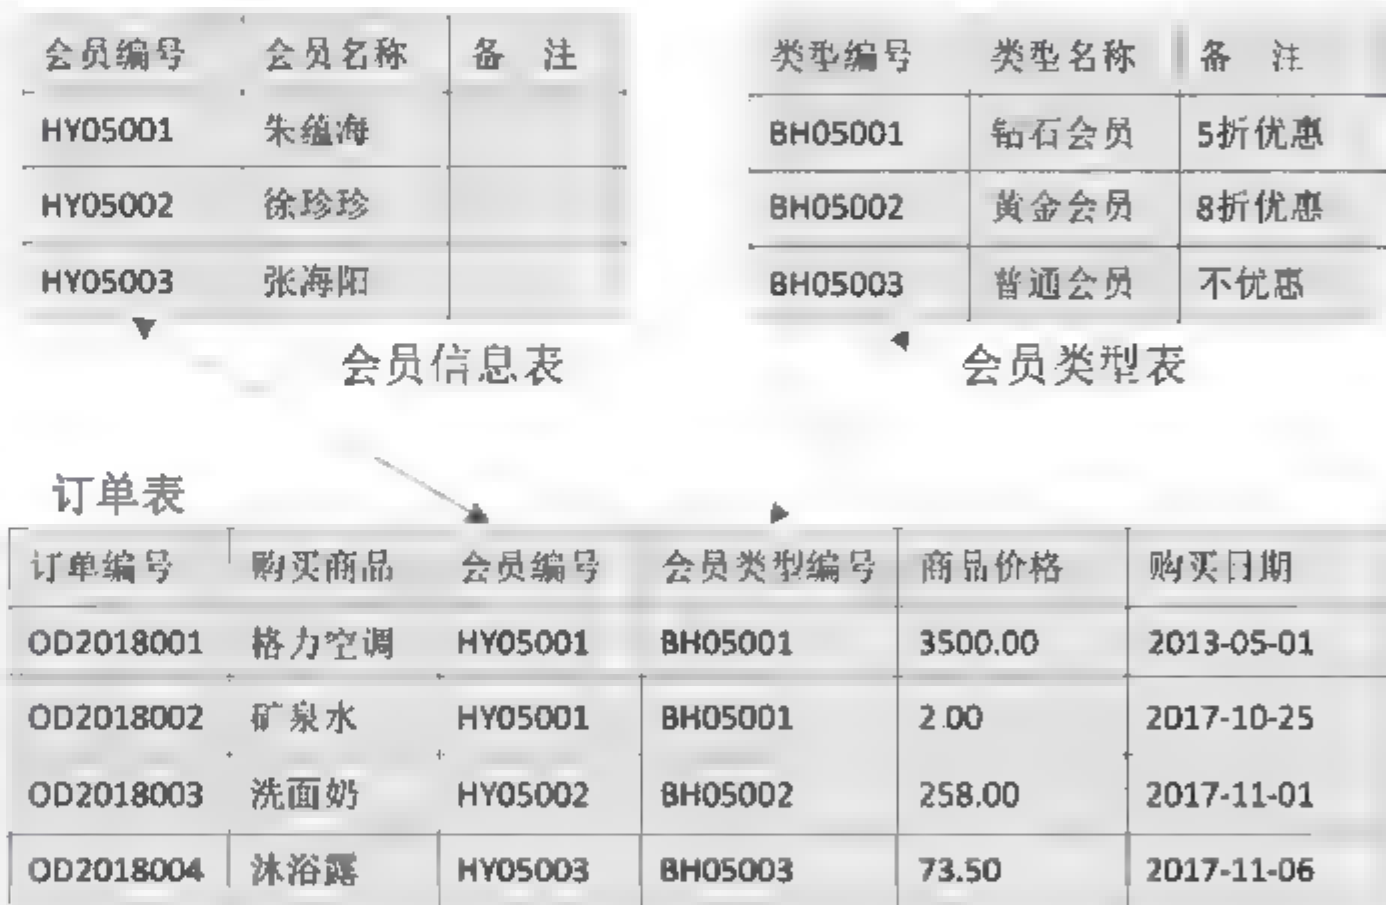 会员编号 会员名称 备 注
HY05001 朱蕴海
HY05002 徐珍珍
HY05003 张海阳
会员信息表
类型编号 类型名称 备 注
BH05001 钻石会员 5折优惠
BH05002 黄金会员 8折优惠
BH05003 普通会员 不优惠
会员类型表
订单表
订单编号 购买商品 会员编号 会员类型编号 商品价格 购买日期
OD2018001 格力空调 HY05001 BH05001 3500.00 2013-05-01
OD2018002 矿泉水 HY05001 BH05001 2.00 2017-10-25
OD2018003 洗面奶 HY05002 BH05002 258.00 2017-11-01
OD2018004 沐浴露 HY05003 BH05003 73.50 2017-11-06